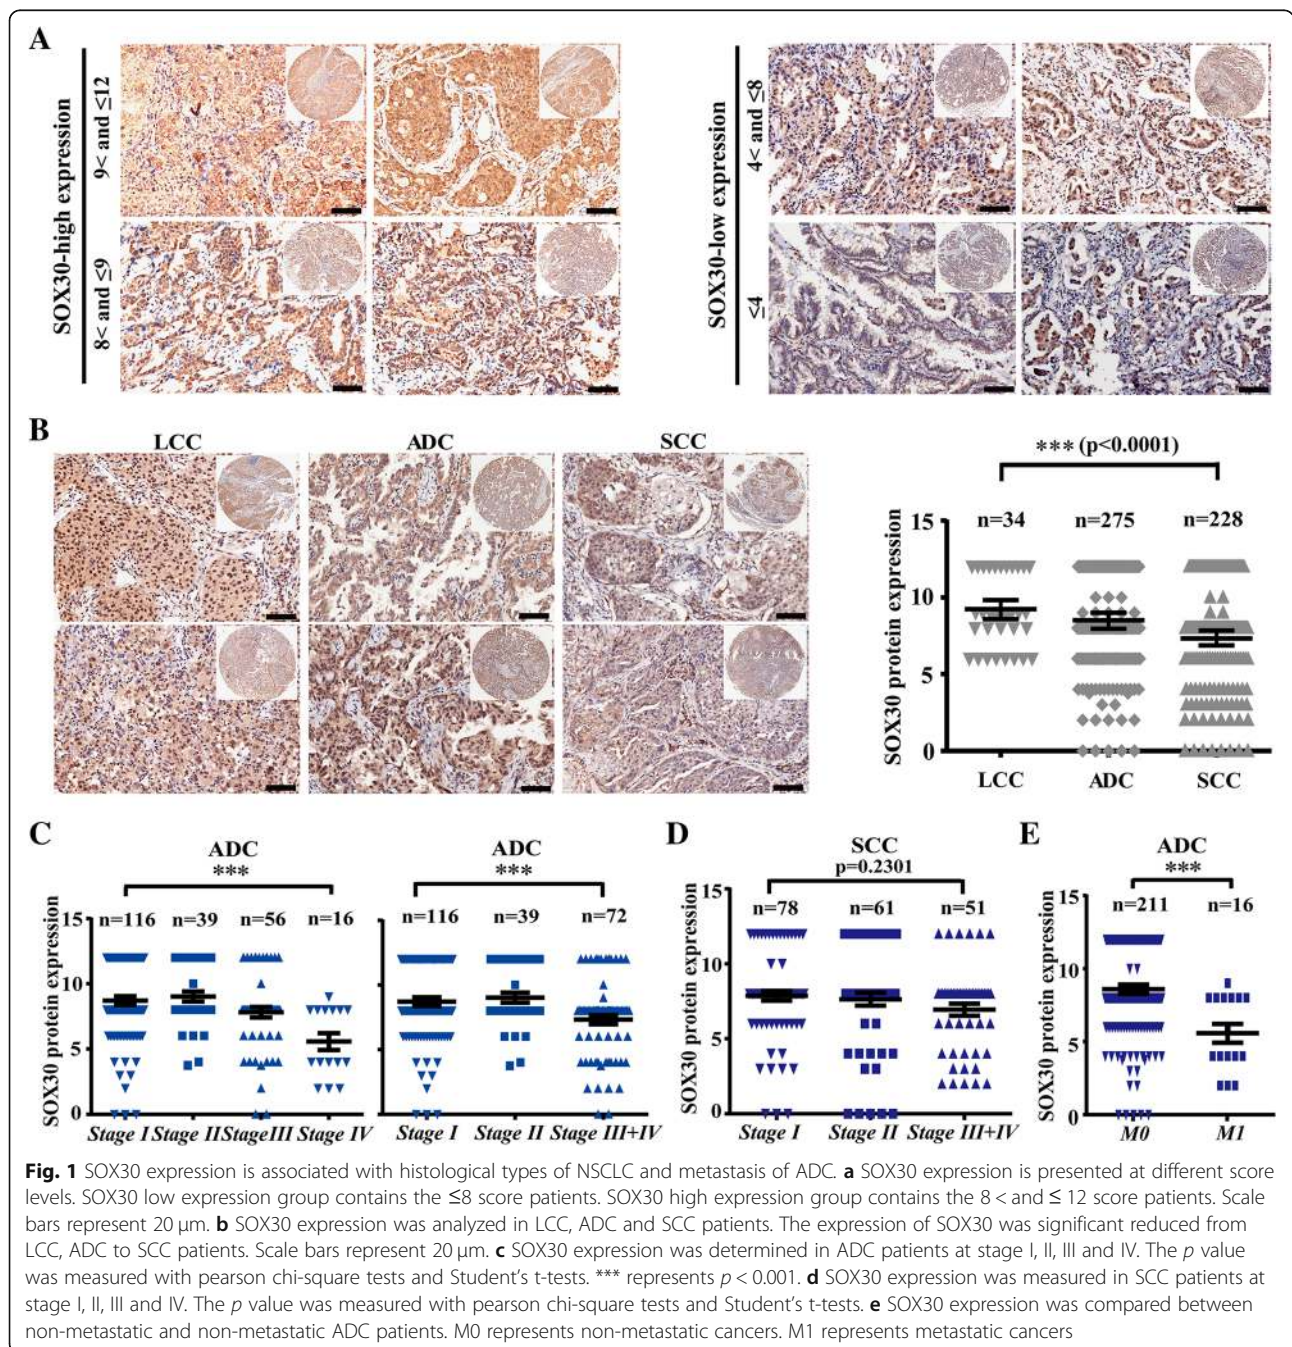 A
SOX30-high expression
9< and ≤12
8< and ≤9
SOX30-low expression
4< and ≤8
≤4
B
LCC ADC SCC
*** (p<0.0001)
n=34 n=275 n=228
SOX30 protein expression
15
10
5
0
LCC ADC SCC
C
ADC
***
n=116 n=39 n=56 n=16
SOX30 protein expression
15
10
5
0
Stage I Stage II StageIII Stage IV
ADC
***
n=116 n=39 n=72
Stage I Stage II Stage III+IV
D
SCC
p=0.2301
n=78 n=61 n=51
SOX30 protein expression
15
10
5
0
Stage I Stage II Stage III+IV
E
ADC
***
n=211 n=16
SOX30 protein expression
15
10
5
0
M0 M1
Fig. 1 SOX30 expression is associated with histological types of NSCLC and metastasis of ADC. a SOX30 expression is presented at different score
levels. SOX30 low expression group contains the ≤8 score patients. SOX30 high expression group contains the 8 < and ≤ 12 score patients. Scale
bars represent 20 μm. b SOX30 expression was analyzed in LCC, ADC and SCC patients. The expression of SOX30 was significant reduced from
LCC, ADC to SCC patients. Scale bars represent 20 μm. c SOX30 expression was determined in ADC patients at stage I, II, III and IV. The p value
was measured with pearson chi-square tests and Student's t-tests. *** represents p < 0.001. d SOX30 expression was measured in SCC patients at
stage I, II, III and IV. The p value was measured with pearson chi-square tests and Student's t-tests. e SOX30 expression was compared between
non-metastatic and non-metastatic ADC patients. M0 represents non-metastatic cancers. M1 represents metastatic cancers